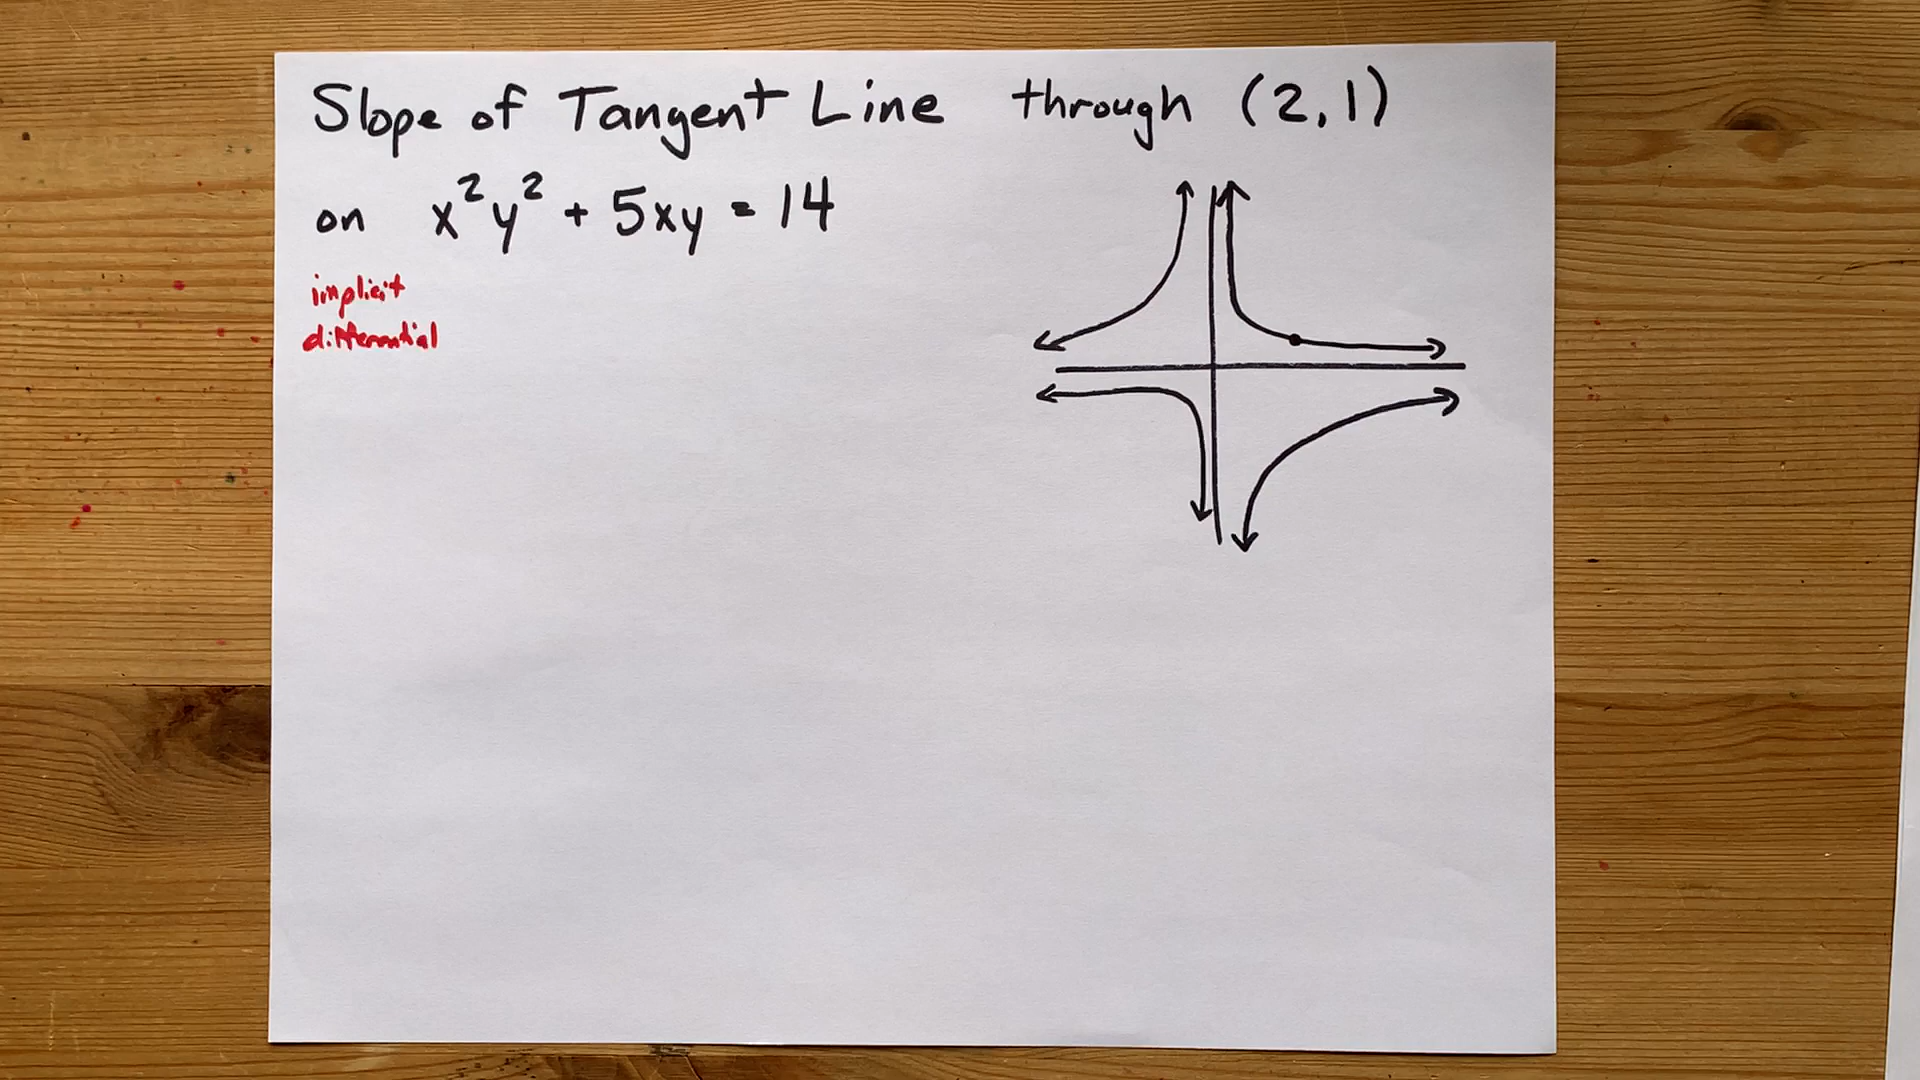 Slope of Tangent Line through (2,1)
on x²y² + 5xy = 14
implicit
differential